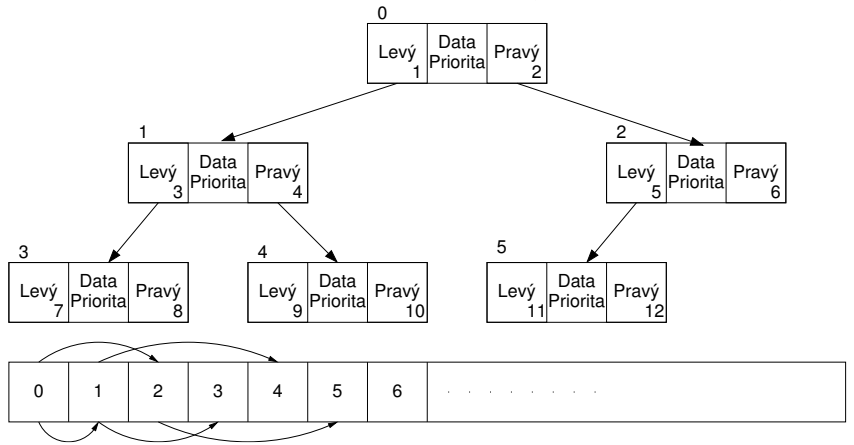 0
Levý Data Priorita Pravý
1 2
1 2
Levý Data Priorita Pravý Levý Data Priorita Pravý
3 4 5 6
3 4 5
Levý Data Priorita Pravý Levý Data Priorita Pravý Levý Data Priorita Pravý
7 8 9 10 11 12
0 1 2 3 4 5 6 . . . . . . . .